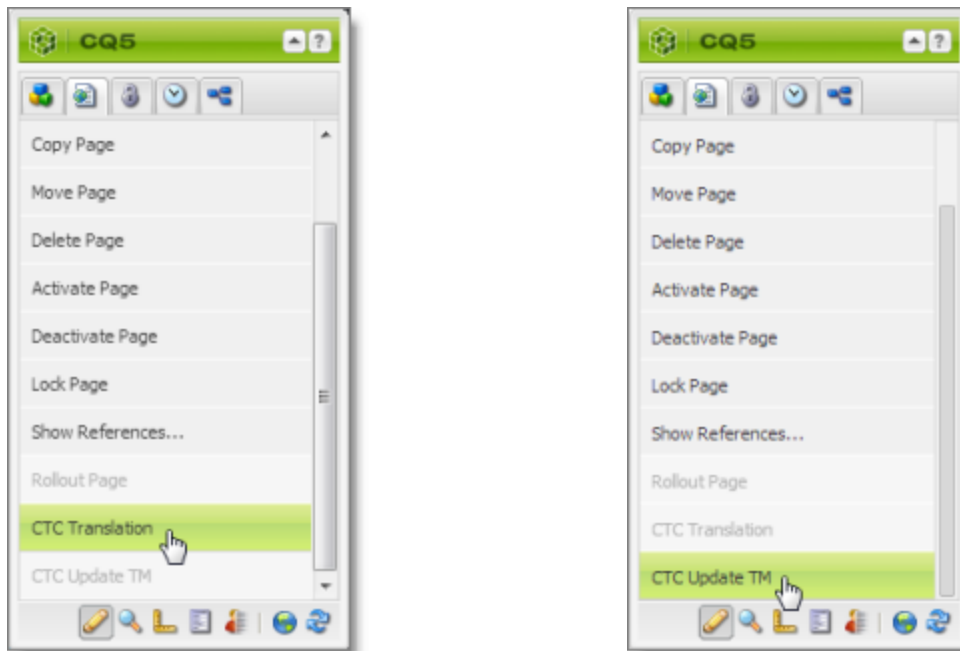 CQ5
?
Copy Page
Move Page
Delete Page
Activate Page
Deactivate Page
Lock Page
Show References...
Rollout Page
CTC Translation
CTC Update TM
CQ5
?
Copy Page
Move Page
Delete Page
Activate Page
Deactivate Page
Lock Page
Show References...
Rollout Page
CTC Translation
CTC Update TM